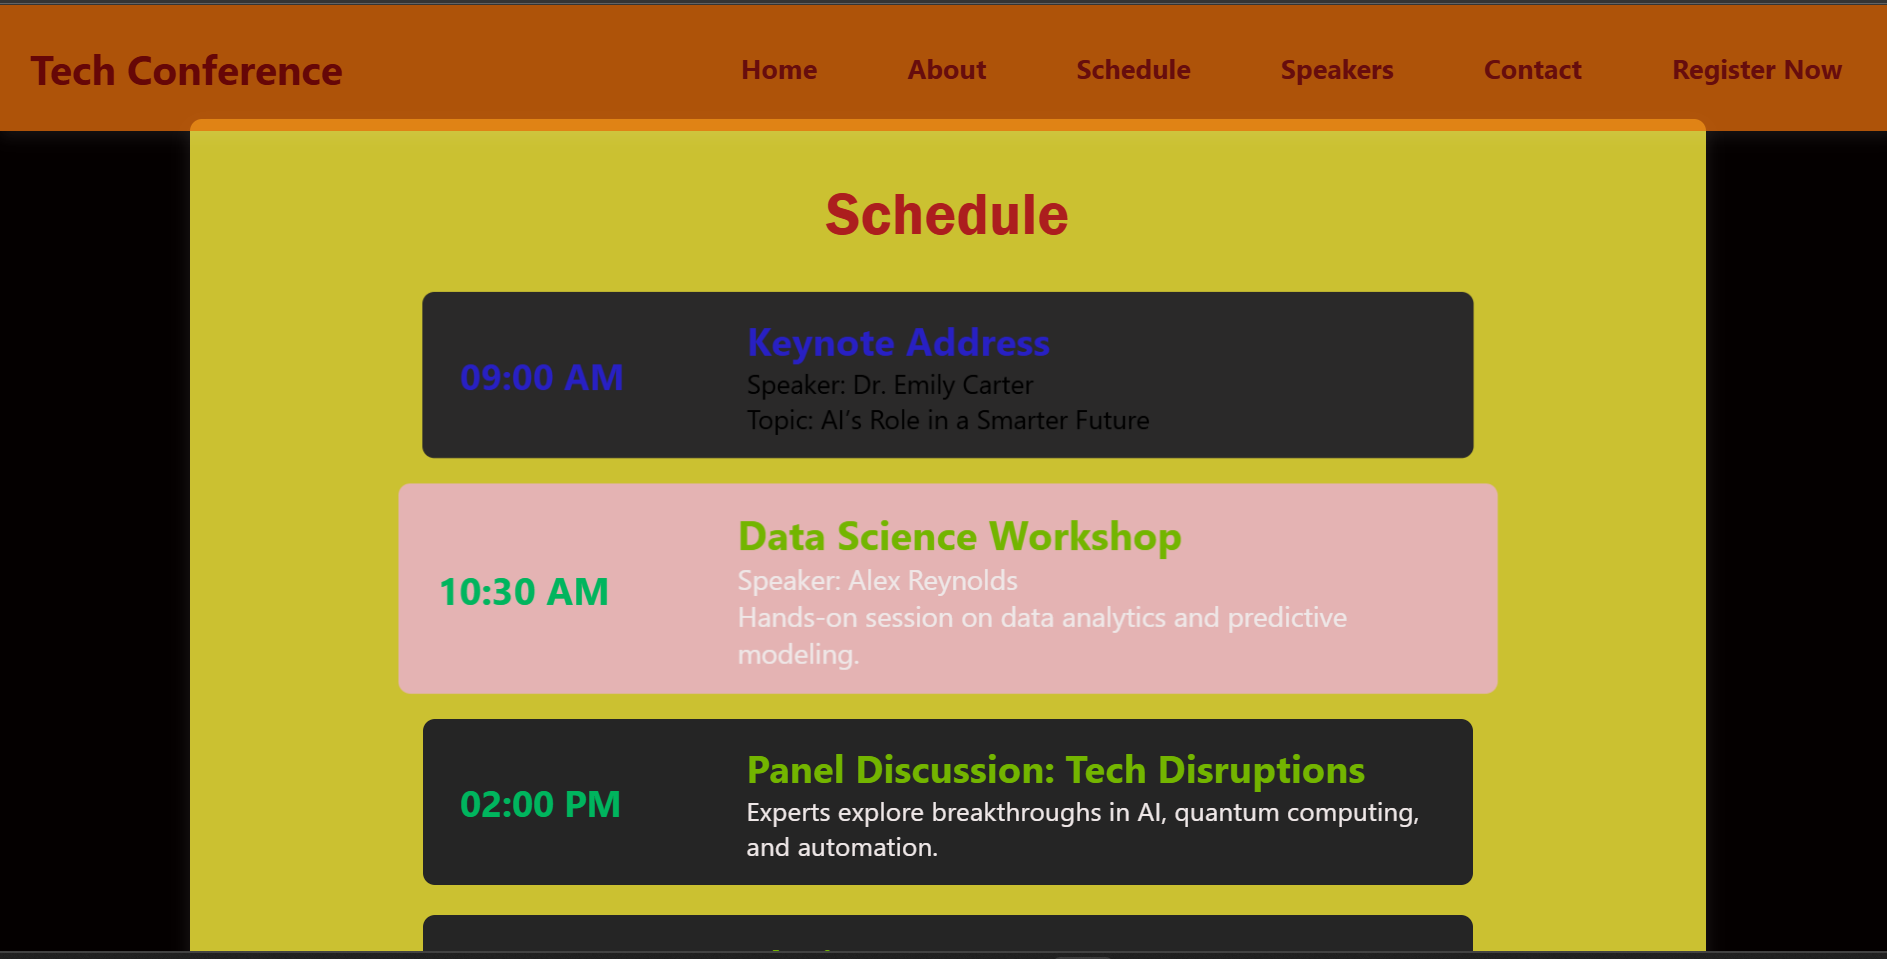 Tech Conference
Home
About
Schedule
Speakers
Contact
Register Now
Schedule
09:00 AM
Keynote Address
Speaker: Dr. Emily Carter
Topic: AI’s Role in a Smarter Future
10:30 AM
Data Science Workshop
Speaker: Alex Reynolds
Hands-on session on data analytics and predictive
modeling.
02:00 PM
Panel Discussion: Tech Disruptions
Experts explore breakthroughs in AI, quantum computing,
and automation.